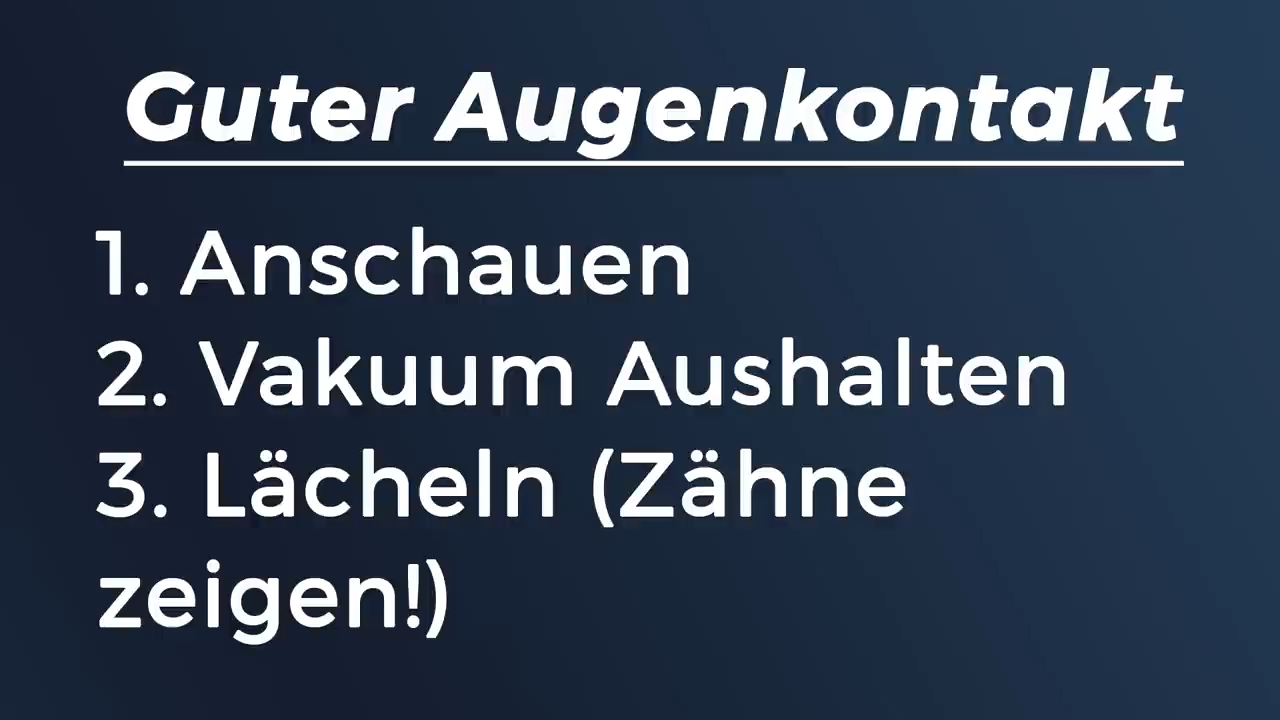 Guter Augenkontakt
1. Anschauen
2. Vakuum Aushalten
3. Lächeln (Zähne
zeigen!)